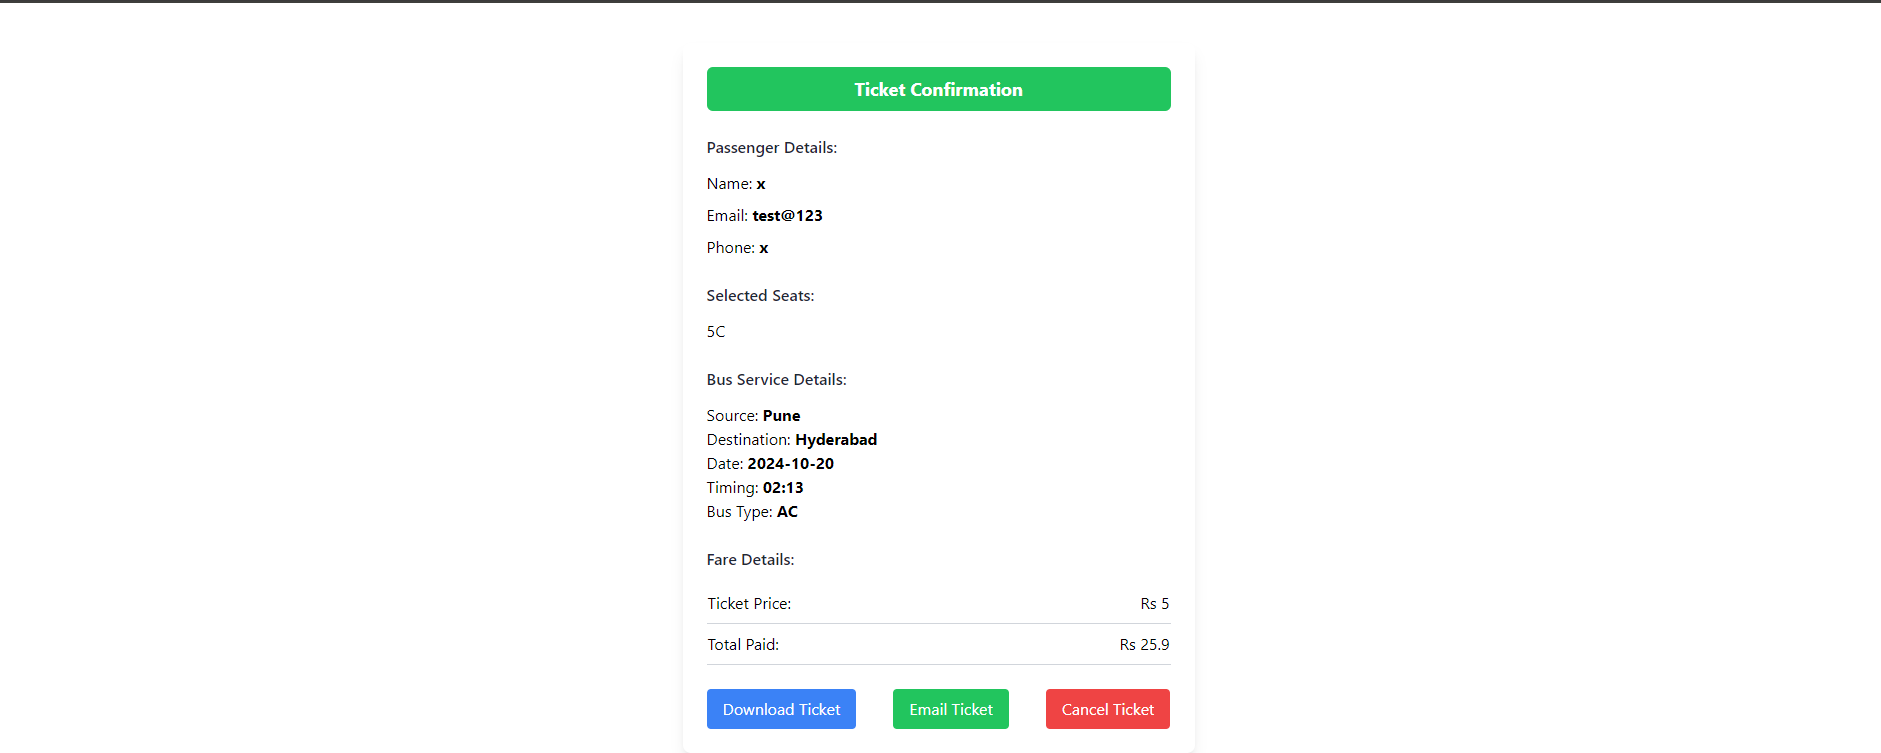 Ticket Confirmation
Passenger Details:
Name: x
Email: test@123
Phone: x
Selected Seats:
5C
Bus Service Details:
Source: Pune
Destination: Hyderabad
Date: 2024-10-20
Timing: 02:13
Bus Type: AC
Fare Details:
Ticket Price: Rs 5
Total Paid: Rs 25.9
Download Ticket Email Ticket Cancel Ticket